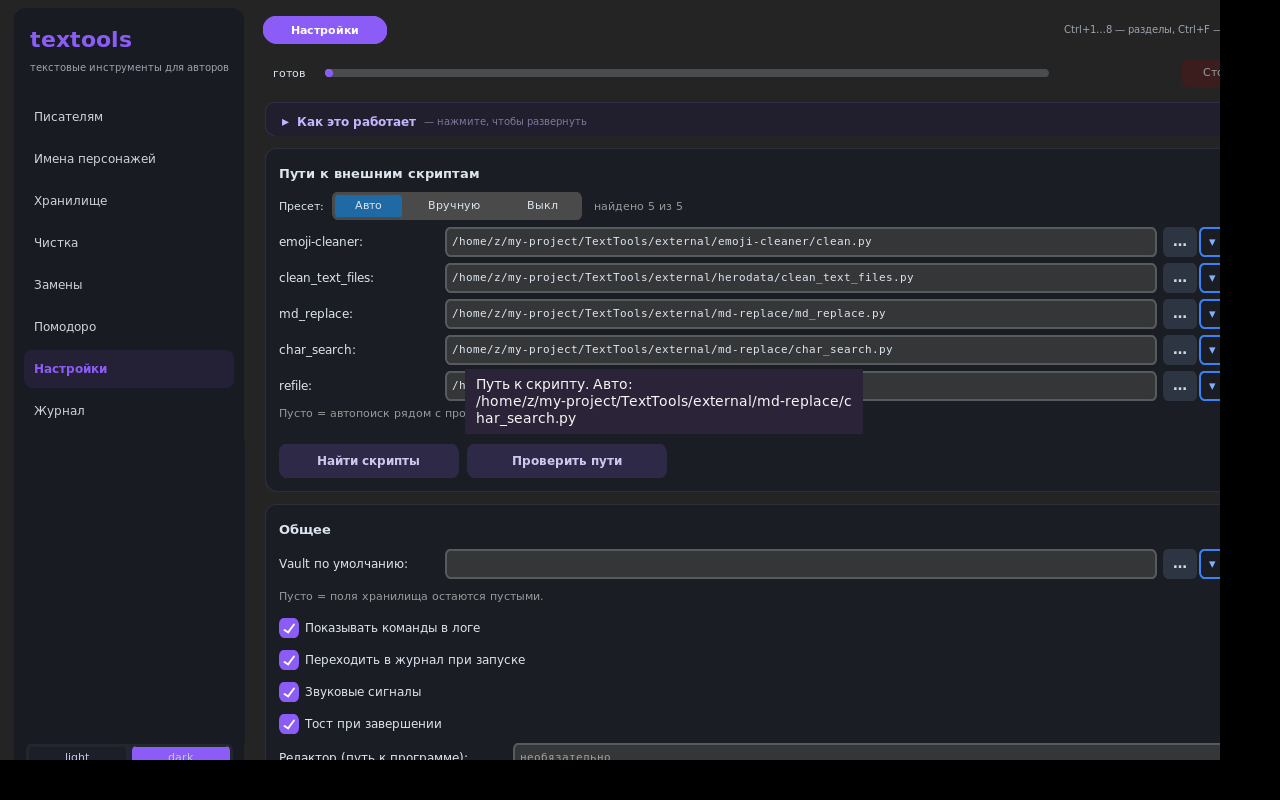 textools
текстовые инструменты для авторов
Писателям
Имена персонажей
Хранилище
Чистка
Замены
Помодоро
Настройки
Журнал
light dark
Настройки
Ctrl+1…8 — разделы, Ctrl+F —
готов
▸ Как это работает — нажмите, чтобы развернуть
Пути к внешним скриптам
Пресет: Авто Вручную Выкл найдено 5 из 5
emoji-cleaner: /home/z/my-project/TextTools/external/emoji-cleaner/clean.py ... ▾
clean_text_files: /home/z/my-project/TextTools/external/herodata/clean_text_files.py ... ▾
md_replace: /home/z/my-project/TextTools/external/md-replace/md_replace.py ... ▾
char_search: /home/z/my-project/TextTools/external/md-replace/char_search.py ... ▾
refile: ... ▾
Пусто = автопоиск рядом с
Путь к скрипту. Авто:
/home/z/my-project/TextTools/external/md-replace/c
har_search.py
Найти скрипты Проверить пути
Общее
Vault по умолчанию: ... ▾
Пусто = поля хранилища остаются пустыми.
Показывать команды в логе
Переходить в журнал при запуске
Звуковые сигналы
Тост при завершении
Редактор (путь к программе): необязательно